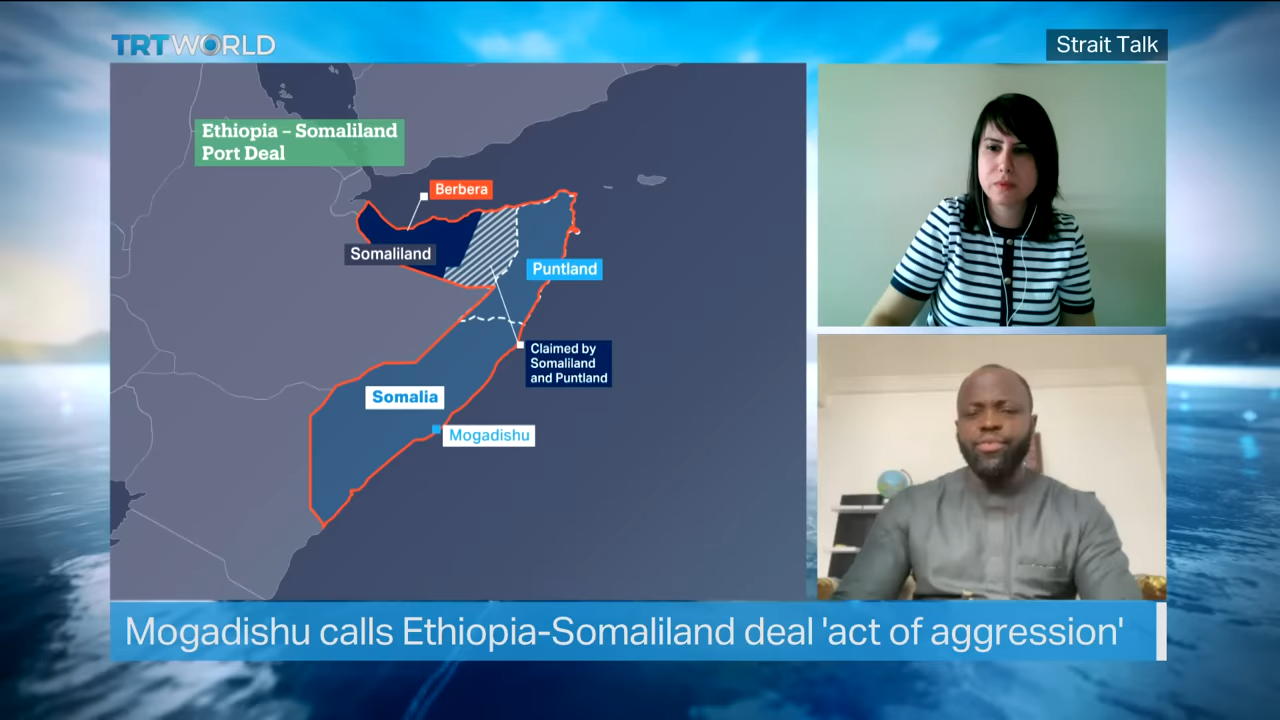 TRT WORLD
Strait Talk
Ethiopia – Somaliland
Port Deal
Berbera
Somaliland
Puntland
Claimed by
Somaliland
and Puntland
Somalia
Mogadishu
Mogadishu calls Ethiopia-Somaliland deal 'act of aggression'